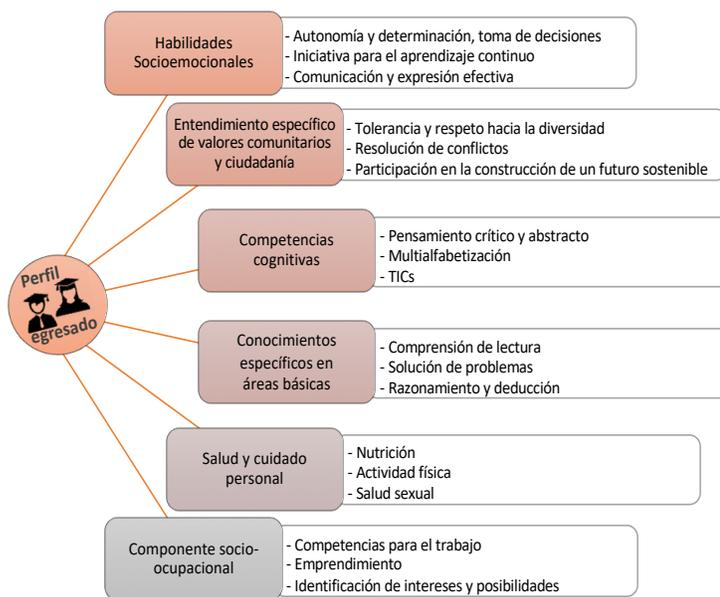 Perfil
egresado
Habilidades
Socioemocionales
- Autonomía y determinación, toma de decisiones
- Iniciativa para el aprendizaje continuo
- Comunicación y expresión efectiva
Entendimiento específico
de valores comunitarios
y ciudadanía
- Tolerancia y respeto hacia la diversidad
- Resolución de conflictos
- Participación en la construcción de un futuro sostenible
Competencias
cognitivas
- Pensamiento crítico y abstracto
- Multialfabetización
- TICs
Conocimientos
específicos en
áreas básicas
- Comprensión de lectura
- Solución de problemas
- Razonamiento y deducción
Salud y cuidado
personal
- Nutrición
- Actividad física
- Salud sexual
Componente socio-
ocupacional
- Competencias para el trabajo
- Emprendimiento
- Identificación de intereses y posibilidades